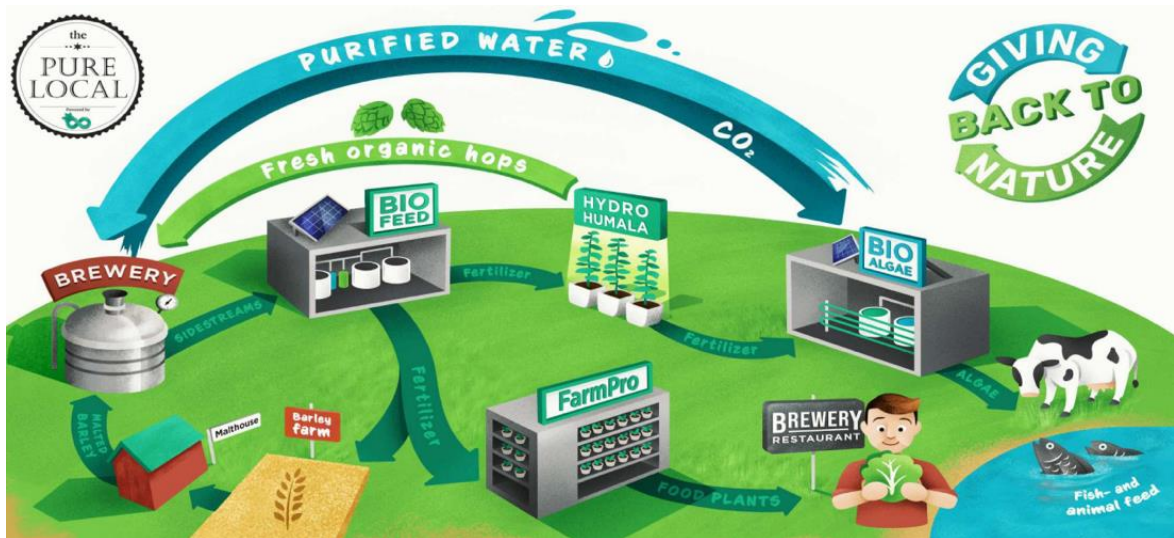 the
PURE
LOCAL
Powered by
PURIFIED WATER
CO₂
GIVING
BACK TO
NATURE
Fresh organic hops
BIO
FEED
HYDRO
HUMALA
BIO
ALGAE
BREWERY
SIDESTREAMS
Fertilizer
Fertilizer
Fertilizer
ALGAE
MALTED
BARLEY
Malthouse
Barley
farm
FarmPro
FOOD PLANTS
BREWERY
RESTAURANT
Fish- and
animal feed